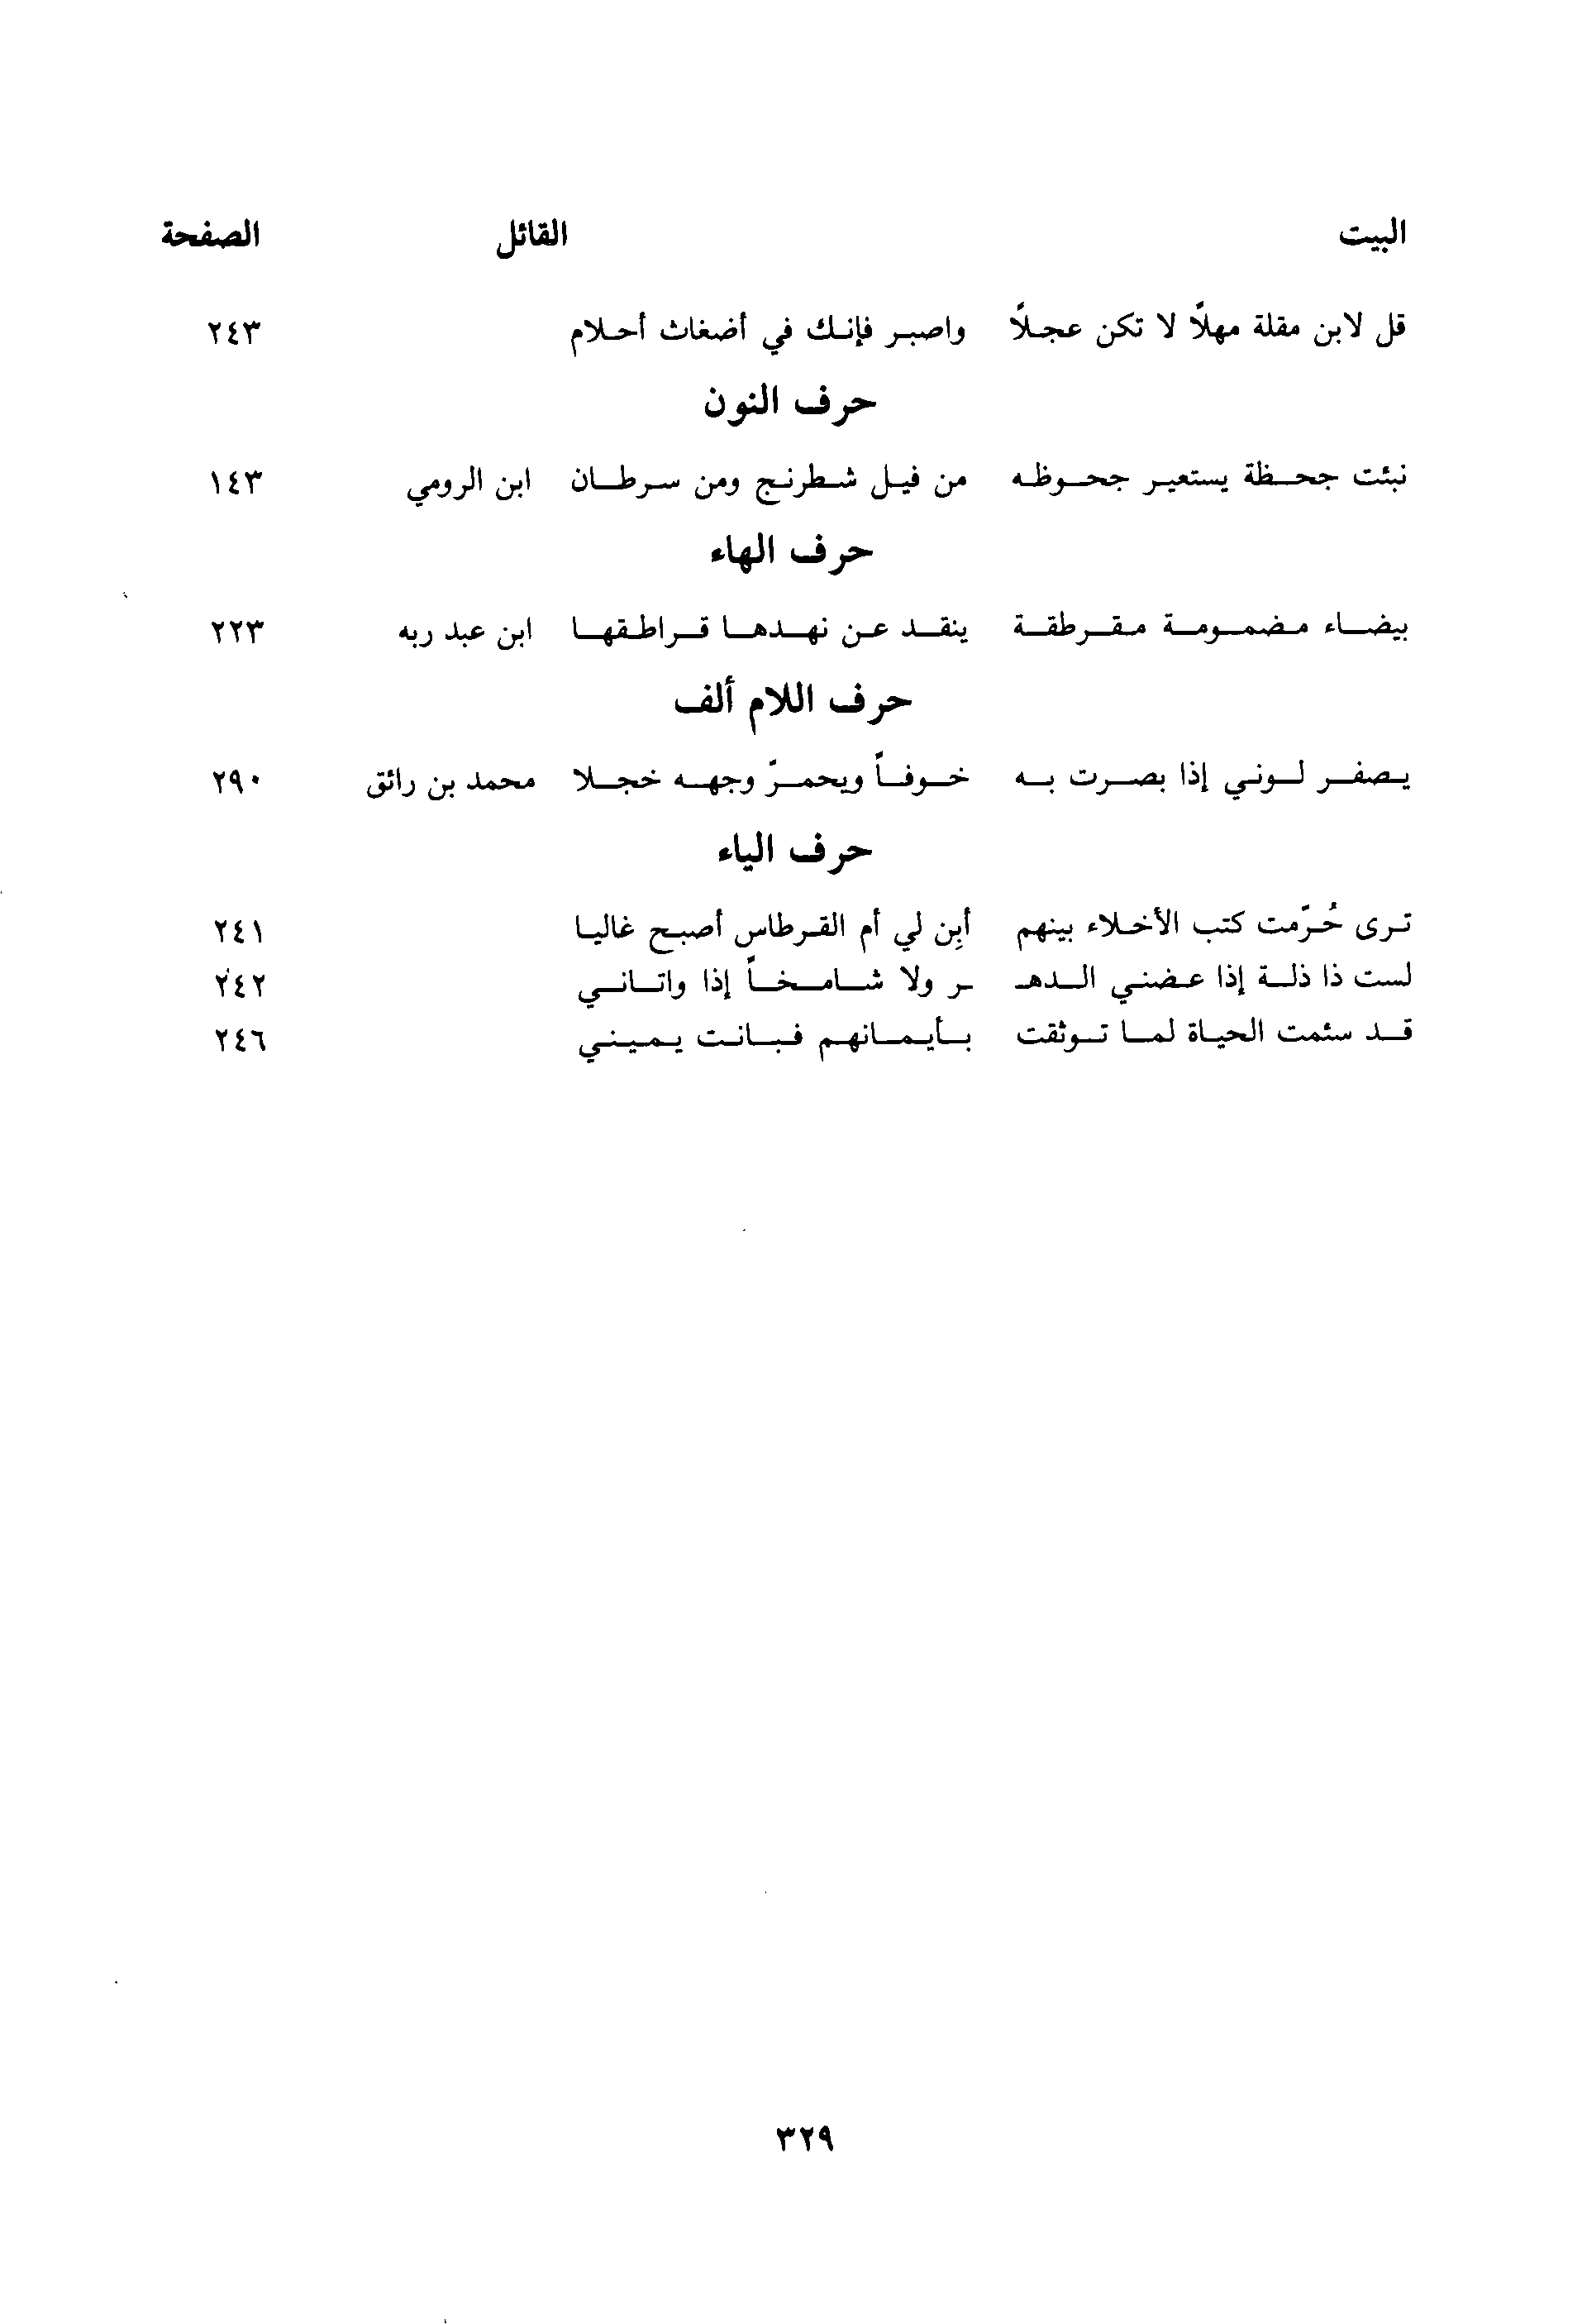 البيت القائل الصفحة
قل لابن مقلة مهلاً لا تكن عجلاً واصبر فإنك في أضغاث أحلام ٢٤٣
حرف النون
نبئت جحظة يستعير جحوظه من فيل شطرنج ومن سرطان ابن الرومي ١٤٣
حرف الهاء
بيضاء مضمومة مقرطقة ينقد عن نهدها قراطقها ابن عبد ربه ٢٢٣
حرف اللام ألف
يصفر لوني إذا بصرت به خوفاً ويحمرّ وجهه خجلا محمد بن رائق ٢٩٠
حرف الياء
ترى حُرّمت كتب الأخلاء بينهم أبِن لي أم القرطاس أصبح غاليا ٢٤١
لست ذا ذلة إذا عضني الدهـ ـر ولا شامخاً إذا واتاني ٢٤٢
قد سئمت الحياة لما توثقت بأيمانهم فبانت يميني ٢٤٦
٣٢٩